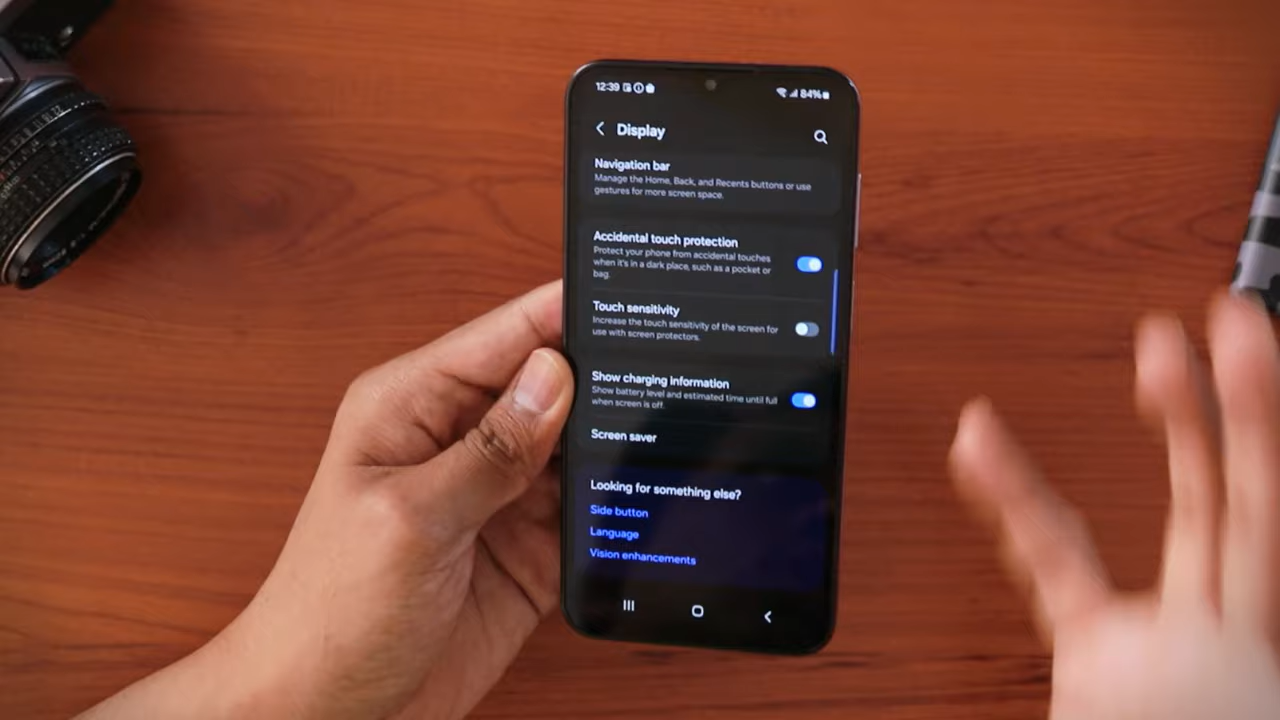 12:39
84%
Display
Navigation bar
Manage the Home, Back, and Recents buttons or use
gestures for more screen space.
Accidental touch protection
Protect your phone from accidental touches
when it's in a dark place, such as a pocket or
bag.
Touch sensitivity
Increase the touch sensitivity of the screen for
use with screen protectors.
Show charging information
Show battery level and estimated time until full
when screen is off.
Screen saver
Looking for something else?
Side button
Language
Vision enhancements